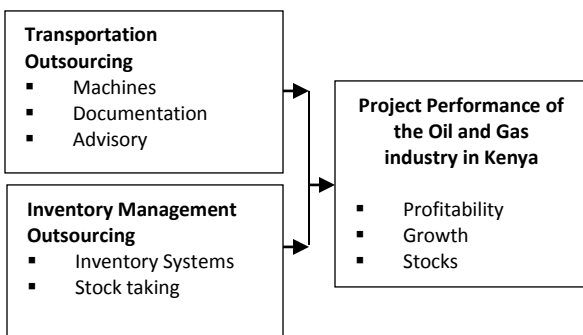 Transportation
Outsourcing
▪ Machines
▪ Documentation
▪ Advisory
Inventory Management
Outsourcing
▪ Inventory Systems
▪ Stock taking
Project Performance of
the Oil and Gas
industry in Kenya
▪ Profitability
▪ Growth
▪ Stocks